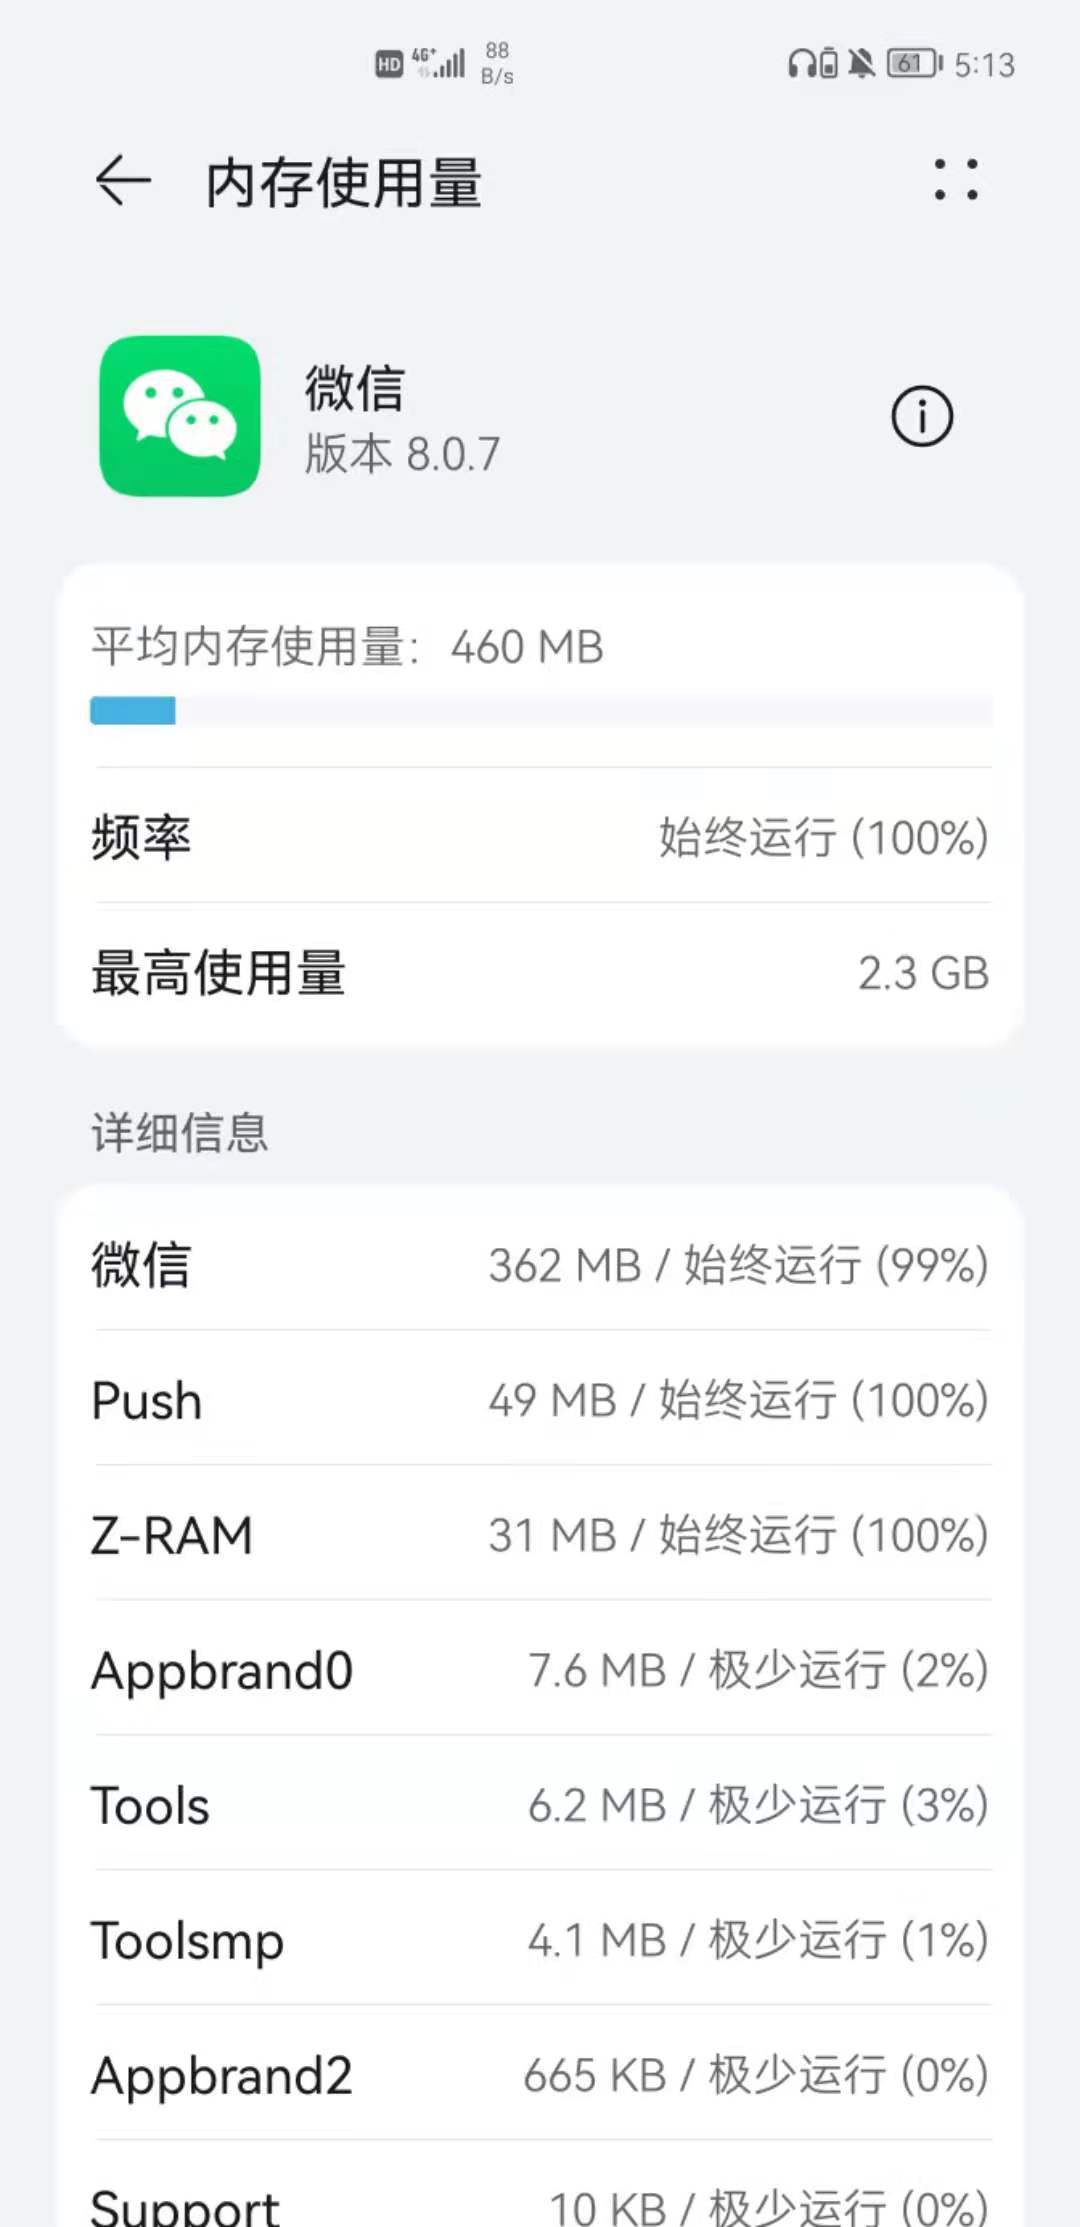 HD 4G+ 88 B/s 61 5:13
内存使用量
微信
版本 8.0.7
平均内存使用量： 460 MB
频率 始终运行 (100%)
最高使用量 2.3 GB
详细信息
微信 362 MB / 始终运行 (99%)
Push 49 MB / 始终运行 (100%)
Z-RAM 31 MB / 始终运行 (100%)
Appbrand0 7.6 MB / 极少运行 (2%)
Tools 6.2 MB / 极少运行 (3%)
Toolsmp 4.1 MB / 极少运行 (1%)
Appbrand2 665 KB / 极少运行 (0%)
Support 10 KB / 极少运行 (0%)